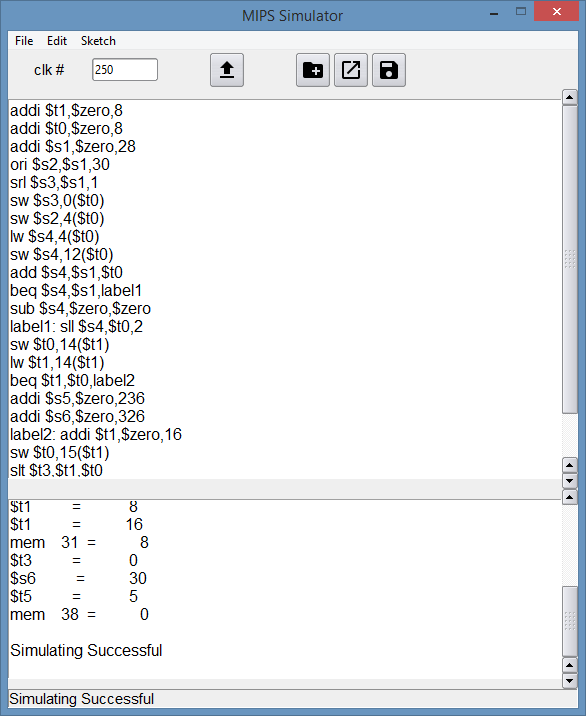 MIPS Simulator
File Edit Sketch
clk # 250
addi $t1,$zero,8
addi $t0,$zero,8
addi $s1,$zero,28
ori $s2,$s1,30
srl $s3,$s1,1
sw $s3,0($t0)
sw $s2,4($t0)
lw $s4,4($t0)
sw $s4,12($t0)
add $s4,$s1,$t0
beq $s4,$s1,label1
sub $s4,$zero,$zero
label1: sll $s4,$t0,2
sw $t0,14($t1)
lw $t1,14($t1)
beq $t1,$t0,label2
addi $s5,$zero,236
addi $s6,$zero,326
label2: addi $t1,$zero,16
sw $t0,15($t1)
slt $t3,$t1,$t0
$t1 = 8
$t1 = 16
mem 31 = 8
$t3 = 0
$s6 = 30
$t5 = 5
mem 38 = 0
Simulating Successful
Simulating Successful